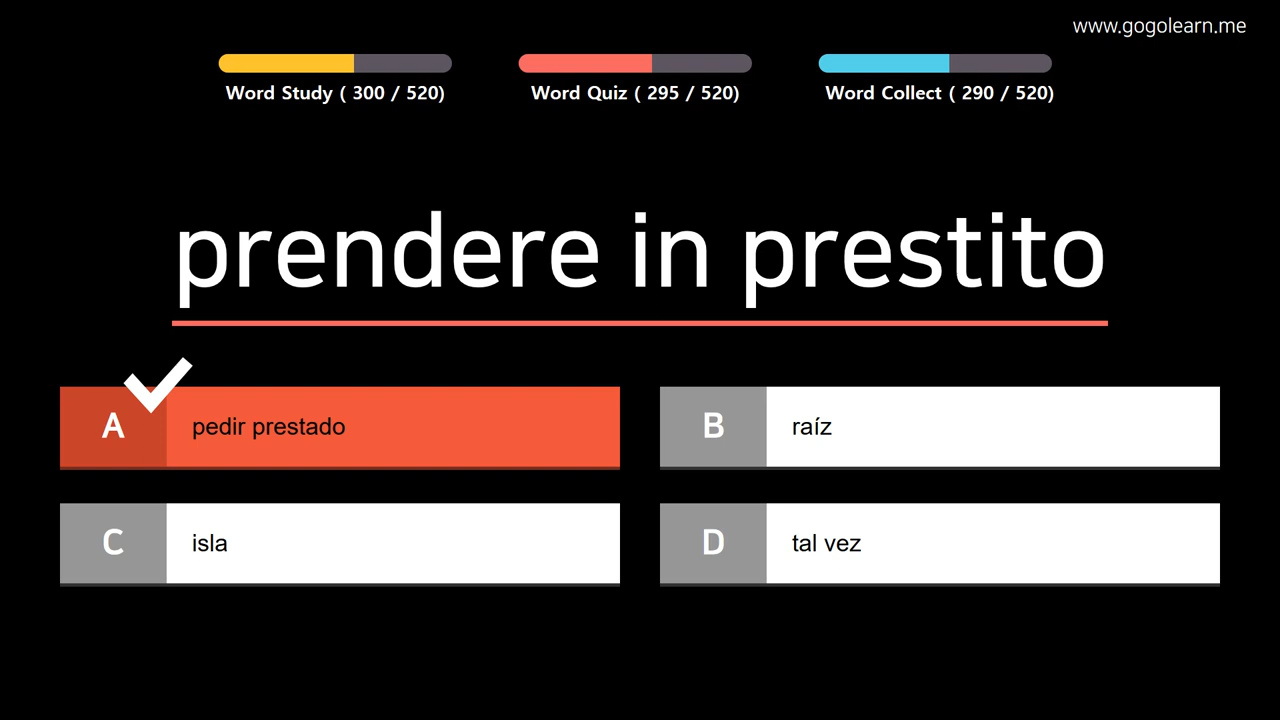 www.gogolearn.me
Word Study ( 300 / 520)
Word Quiz ( 295 / 520)
Word Collect ( 290 / 520)
prendere in prestito
A
pedir prestado
B
raíz
C
isla
D
tal vez